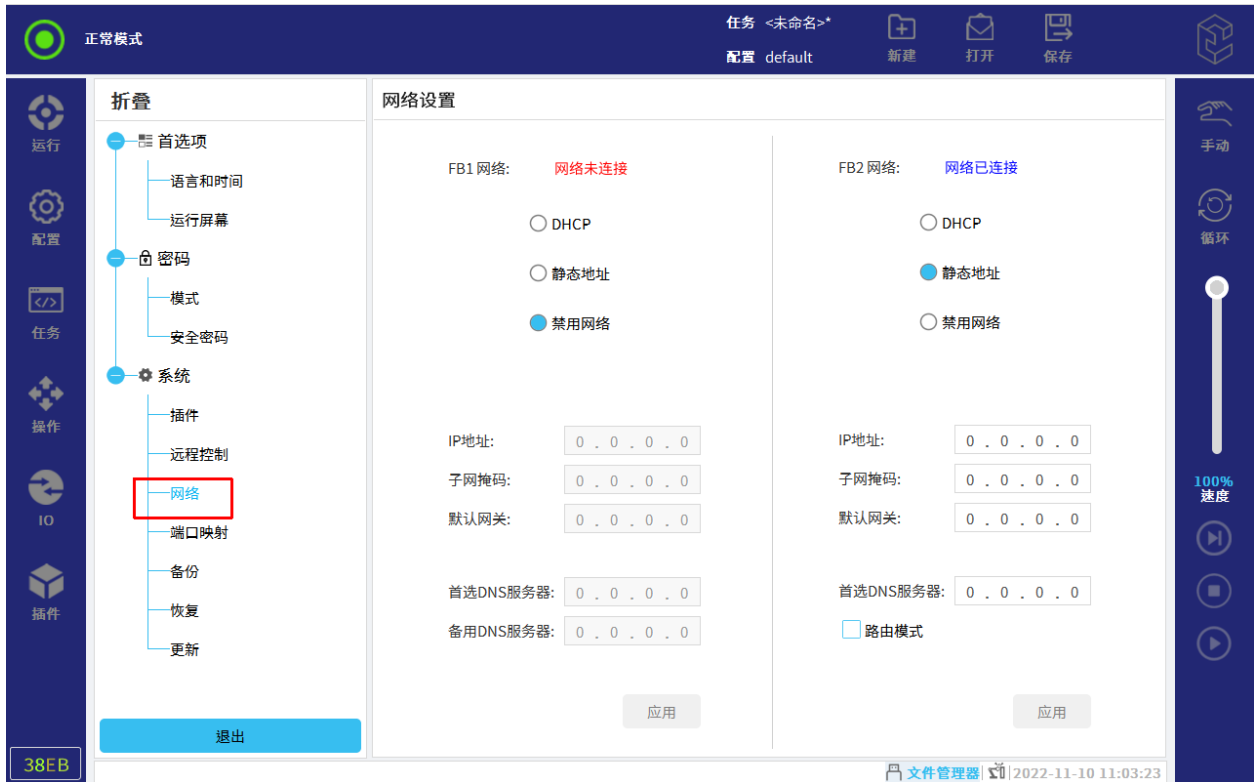 正常模式
任务 <未命名>*
配置 default
新建
打开
保存
运行
配置
任务
操作
IO
插件
38EB
折叠
首选项
语言和时间
运行屏幕
密码
模式
安全密码
系统
插件
远程控制
网络
端口映射
备份
恢复
更新
退出
网络设置
FB1 网络: 网络未连接
DHCP
静态地址
禁用网络
IP地址: 0 . 0 . 0 . 0
子网掩码: 0 . 0 . 0 . 0
默认网关: 0 . 0 . 0 . 0
首选DNS服务器: 0 . 0 . 0 . 0
备用DNS服务器: 0 . 0 . 0 . 0
应用
FB2 网络: 网络已连接
DHCP
静态地址
禁用网络
IP地址: 0 . 0 . 0 . 0
子网掩码: 0 . 0 . 0 . 0
默认网关: 0 . 0 . 0 . 0
首选DNS服务器: 0 . 0 . 0 . 0
路由模式
应用
手动
循环
100%
速度
文件管理器 2022-11-10 11:03:23